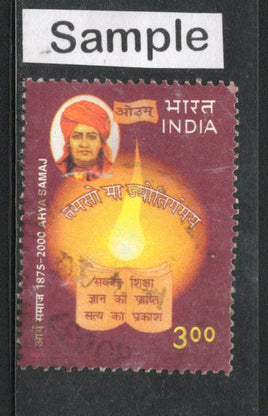 Sample
ओ३म्
भारत
INDIA
तमसो मा ज्योतिर्गमय
आर्य समाज 1875-2000 ARYA SAMAJ
सबको शिक्षा
ज्ञान की प्राप्ति
सत्य का प्रकाश
3.00